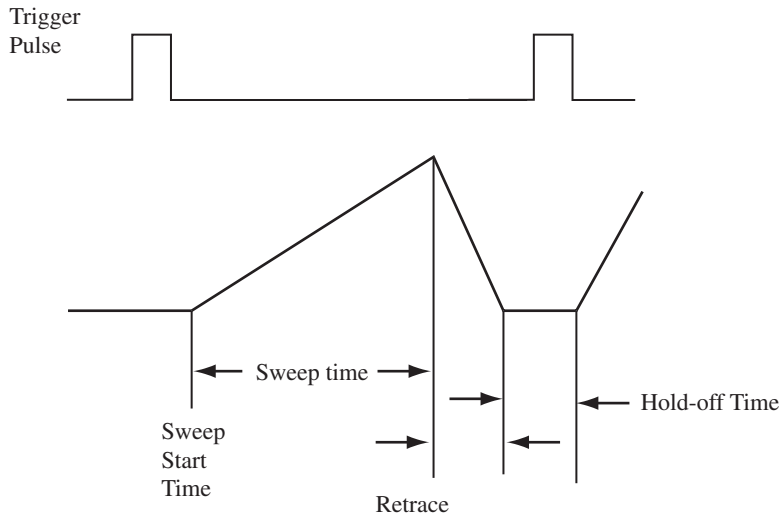 Trigger
Pulse
Sweep time
Hold-off Time
Sweep
Start
Time
Retrace